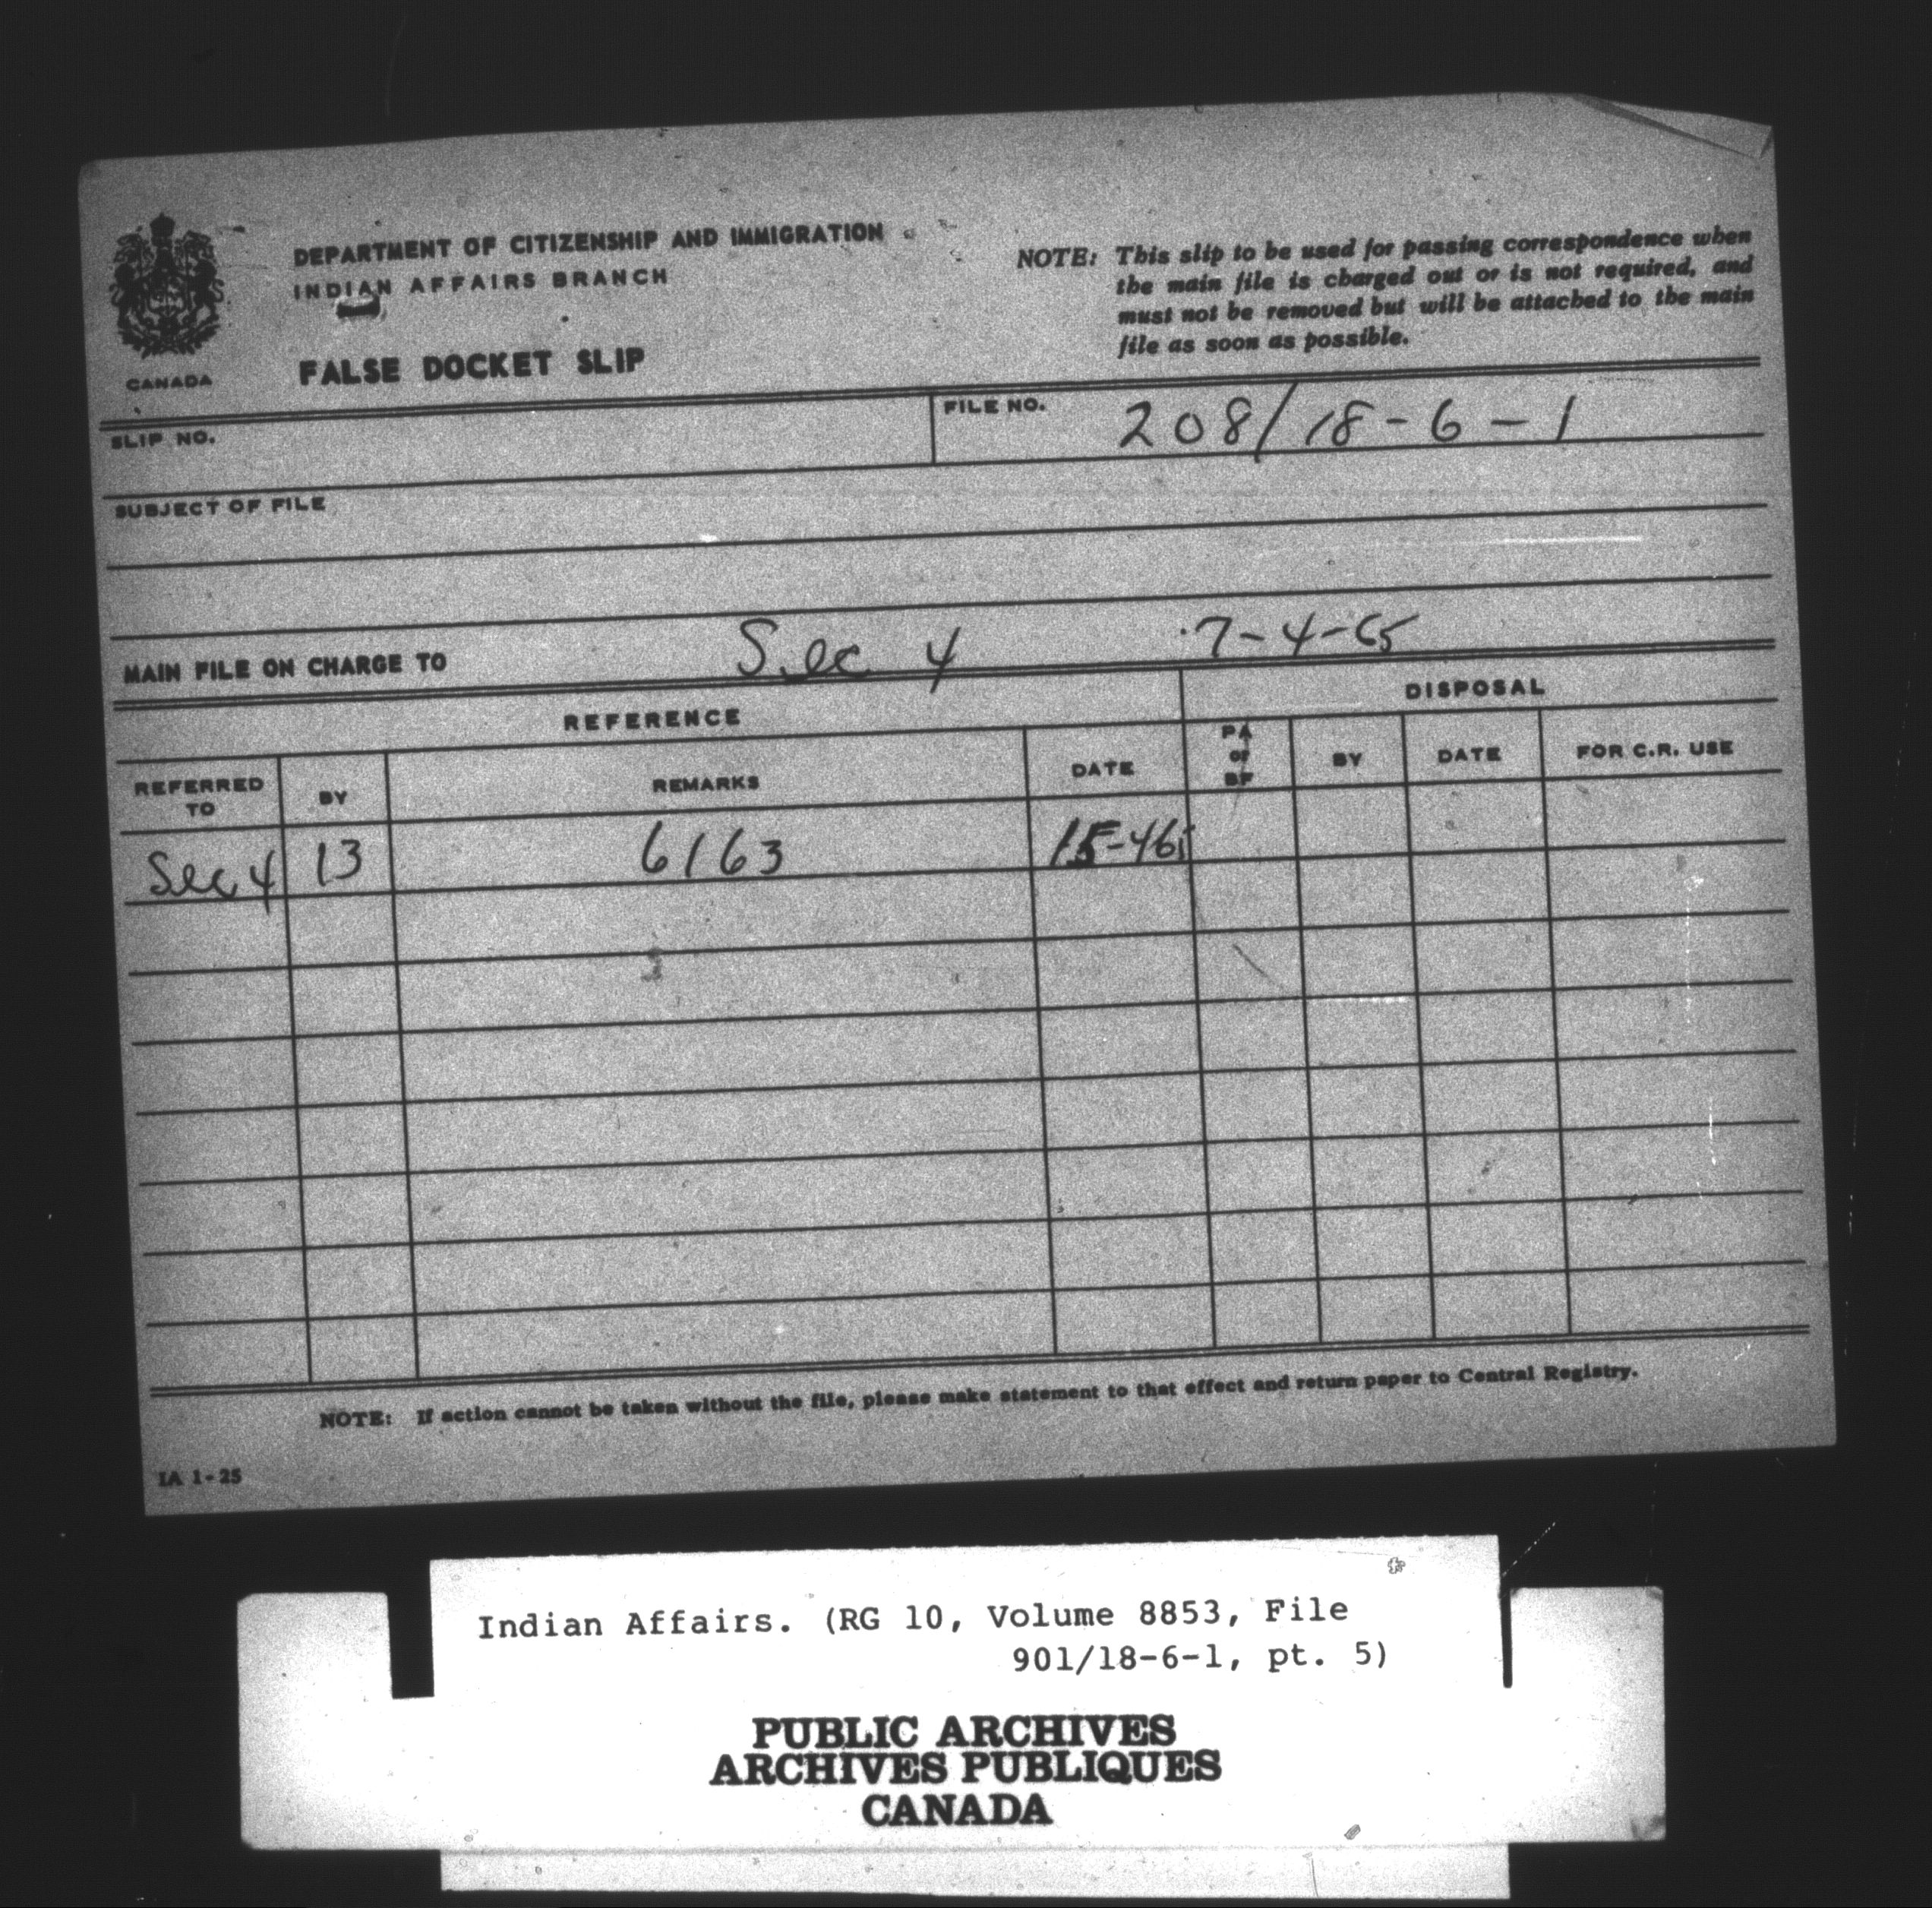 DEPARTMENT OF CITIZENSHIP AND IMMIGRATION
INDIAN AFFAIRS BRANCH
FALSE DOCKET SLIP
CANADA
NOTE: This slip to be used for passing correspondence when
the main file is charged out or is not required, and
must not be removed but will be attached to the main
file as soon as possible.
SLIP NO.
FILE NO. 208/18-6-1
SUBJECT OF FILE
MAIN FILE ON CHARGE TO Sec 4 7-4-65
REFERENCE DISPOSAL
REFERRED TO BY REMARKS DATE PA or BF BY DATE FOR C.R. USE
Sec 4 13 6163
NOTE: If action cannot be taken without the file, please make statement to that effect and return paper to Central Registry.
IA 1-25
Indian Affairs. (RG 10, Volume 8853, File
901/18-6-1, pt. 5)
PUBLIC ARCHIVES
ARCHIVES PUBLIQUES
CANADA